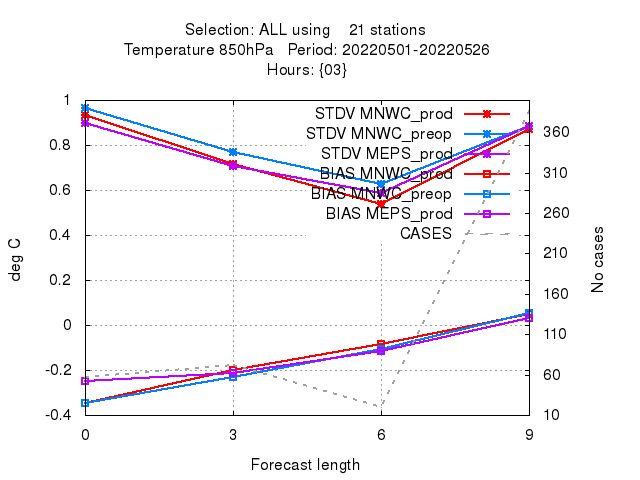 Selection: ALL using 21 stations
Temperature 850hPa Period: 20220501-20220526
Hours: {03}
1
0.8
0.6
0.4
0.2
0
-0.2
-0.4
deg C
STDV MNWC_prod
STDV MNWC_preop
STDV MEPS_prod
BIAS MNWC_prod
BIAS MNWC_preop
BIAS MEPS_prod
CASES
360
310
260
210
160
110
60
10
No cases
0 3 6 9
Forecast length